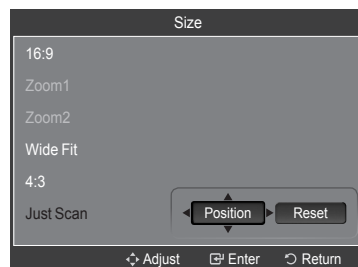 Size
16:9
Zoom1
Zoom2
Wide Fit
4:3
Just Scan
Position Reset
Adjust Enter Return